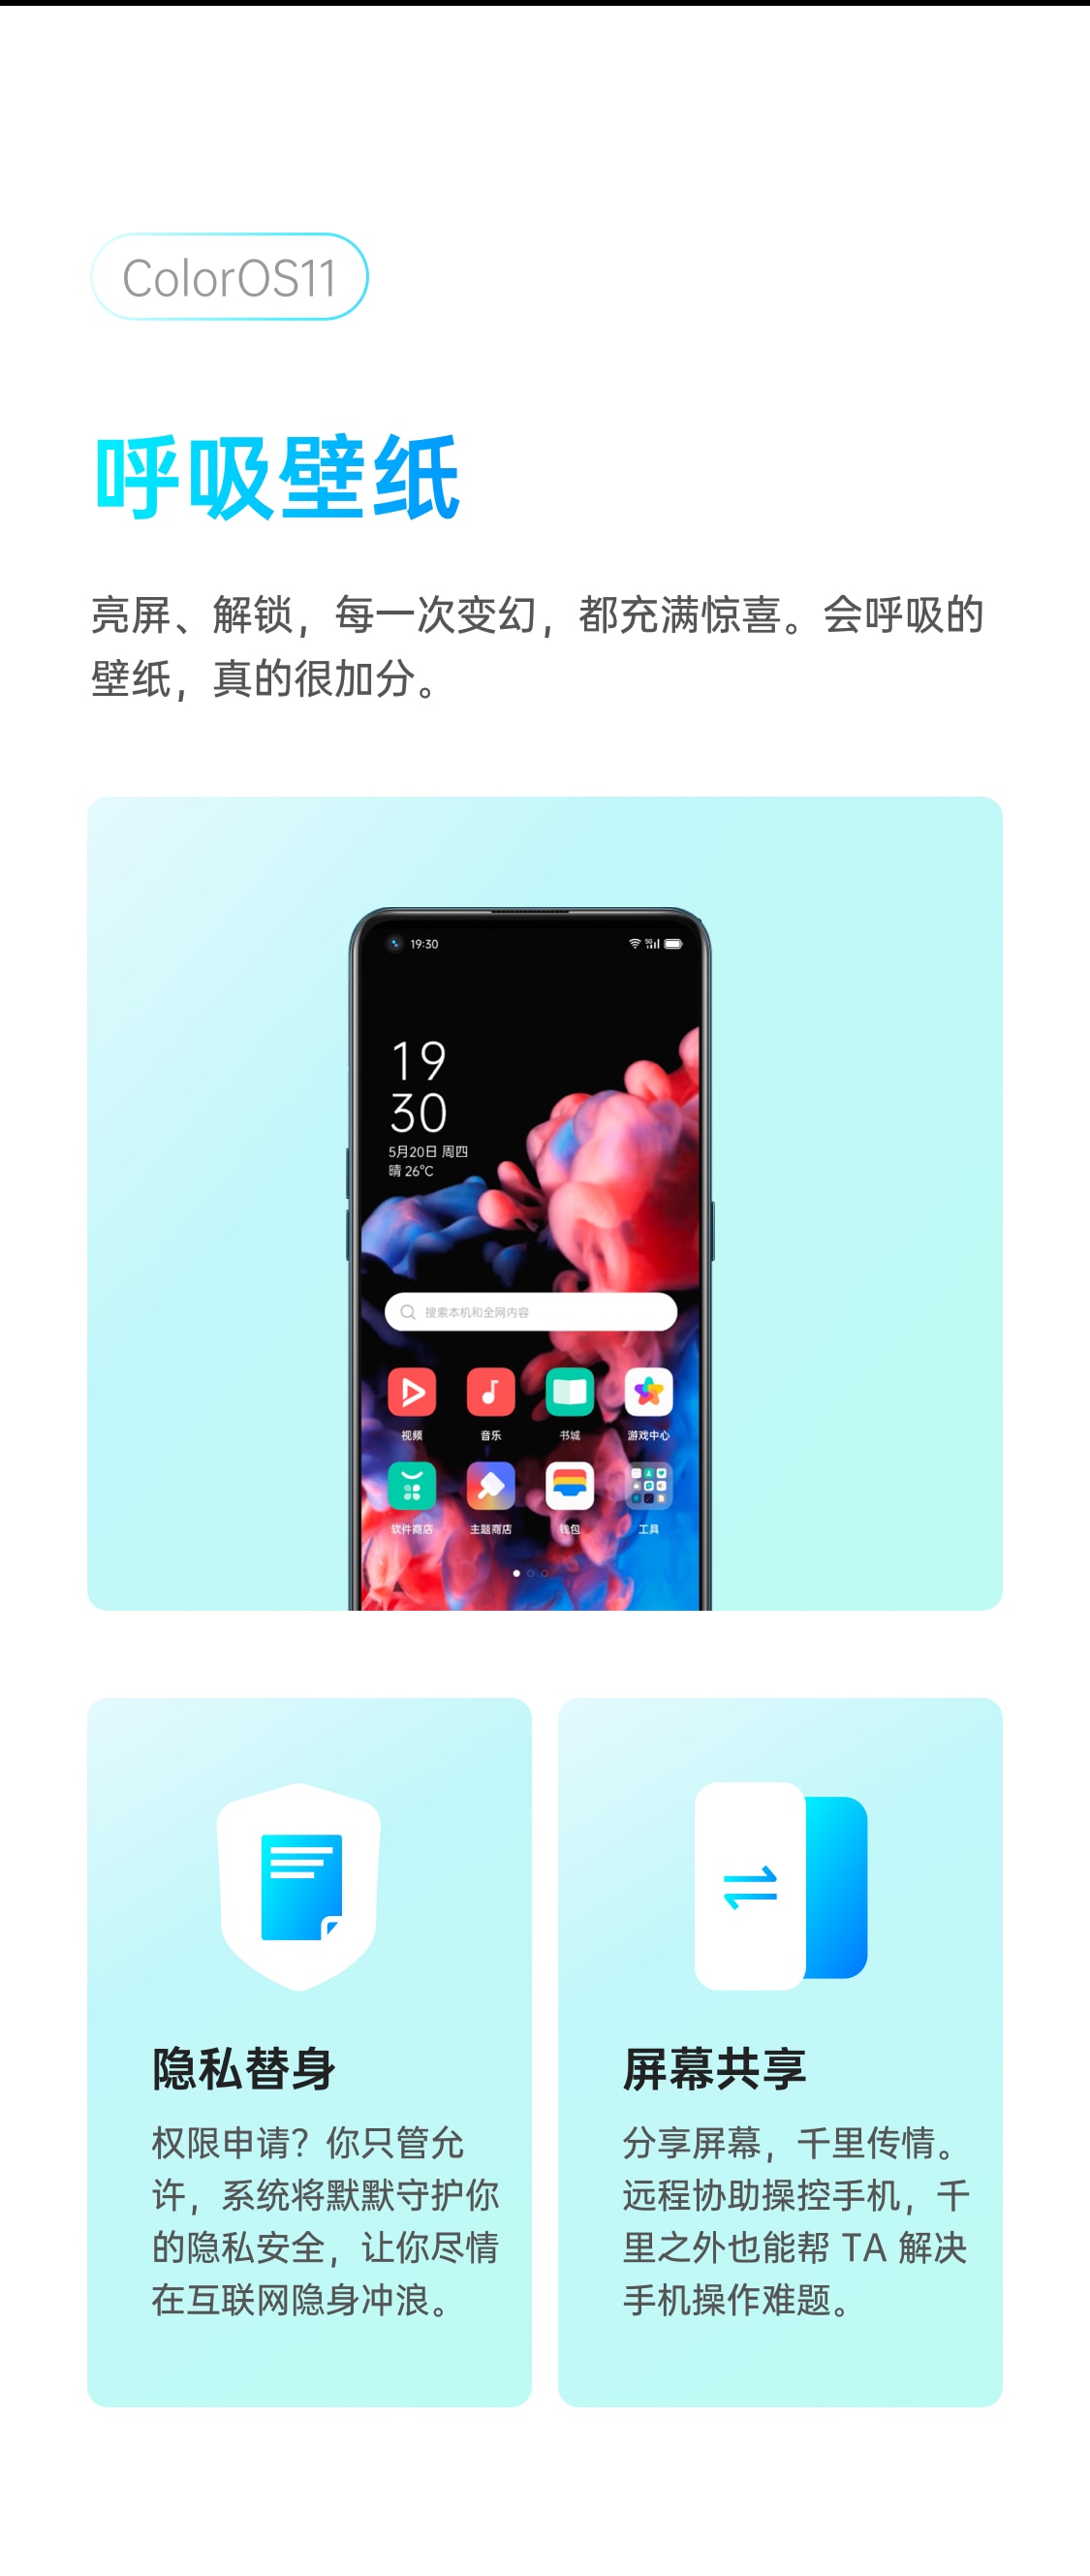 ColorOS11
呼吸壁纸
亮屏、解锁，每一次变幻，都充满惊喜。会呼吸的
壁纸，真的很加分。
19:30
5G
19
30
5月20日 周四
晴 26°C
搜索本机和全网内容
视频 音乐 书城 游戏中心
软件商店 主题商店 钱包 工具
隐私替身
权限申请？你只管允
许，系统将默默守护你
的隐私安全，让你尽情
在互联网隐身冲浪。
屏幕共享
分享屏幕，千里传情。
远程协助操控手机，千
里之外也能帮 TA 解决
手机操作难题。